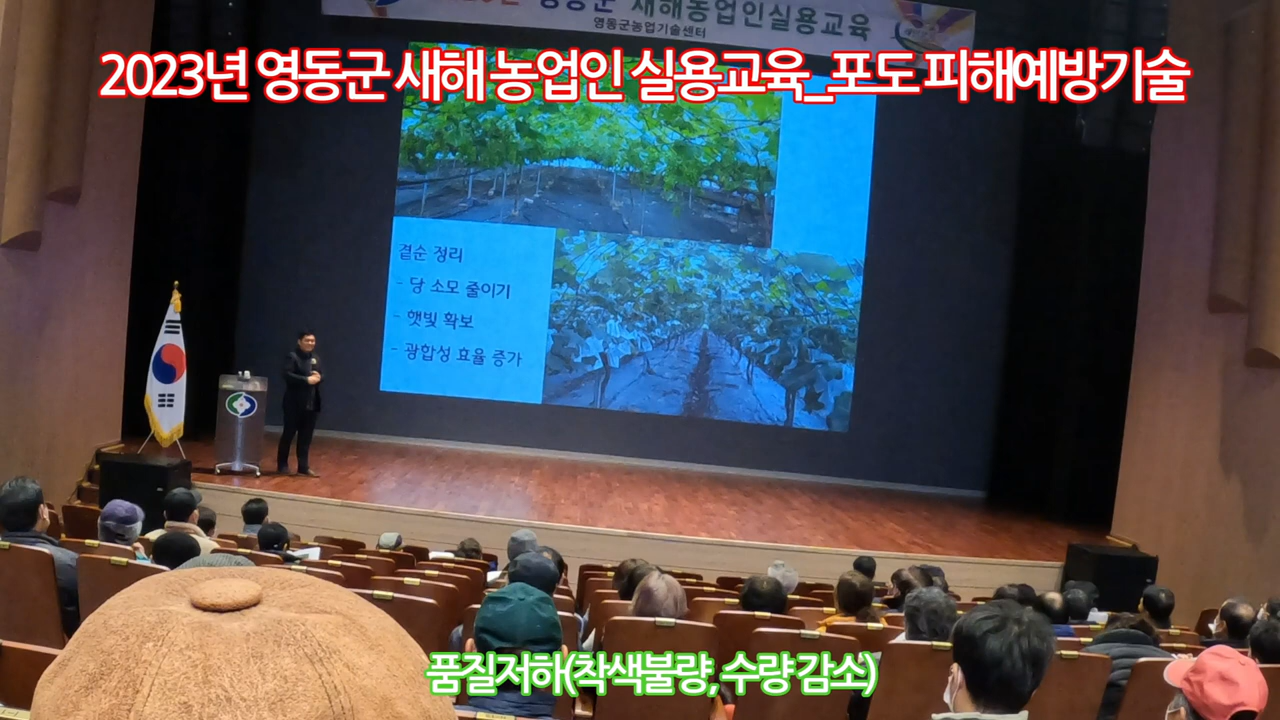 영동군 새해농업인실용교육
영동군농업기술센터
2023년 영동군 새해 농업인 실용교육_포도 피해예방기술
곁순 정리
- 당 소모 줄이기
- 햇빛 확보
- 광합성 효율 증가
품질저하(착색불량, 수량 감소)